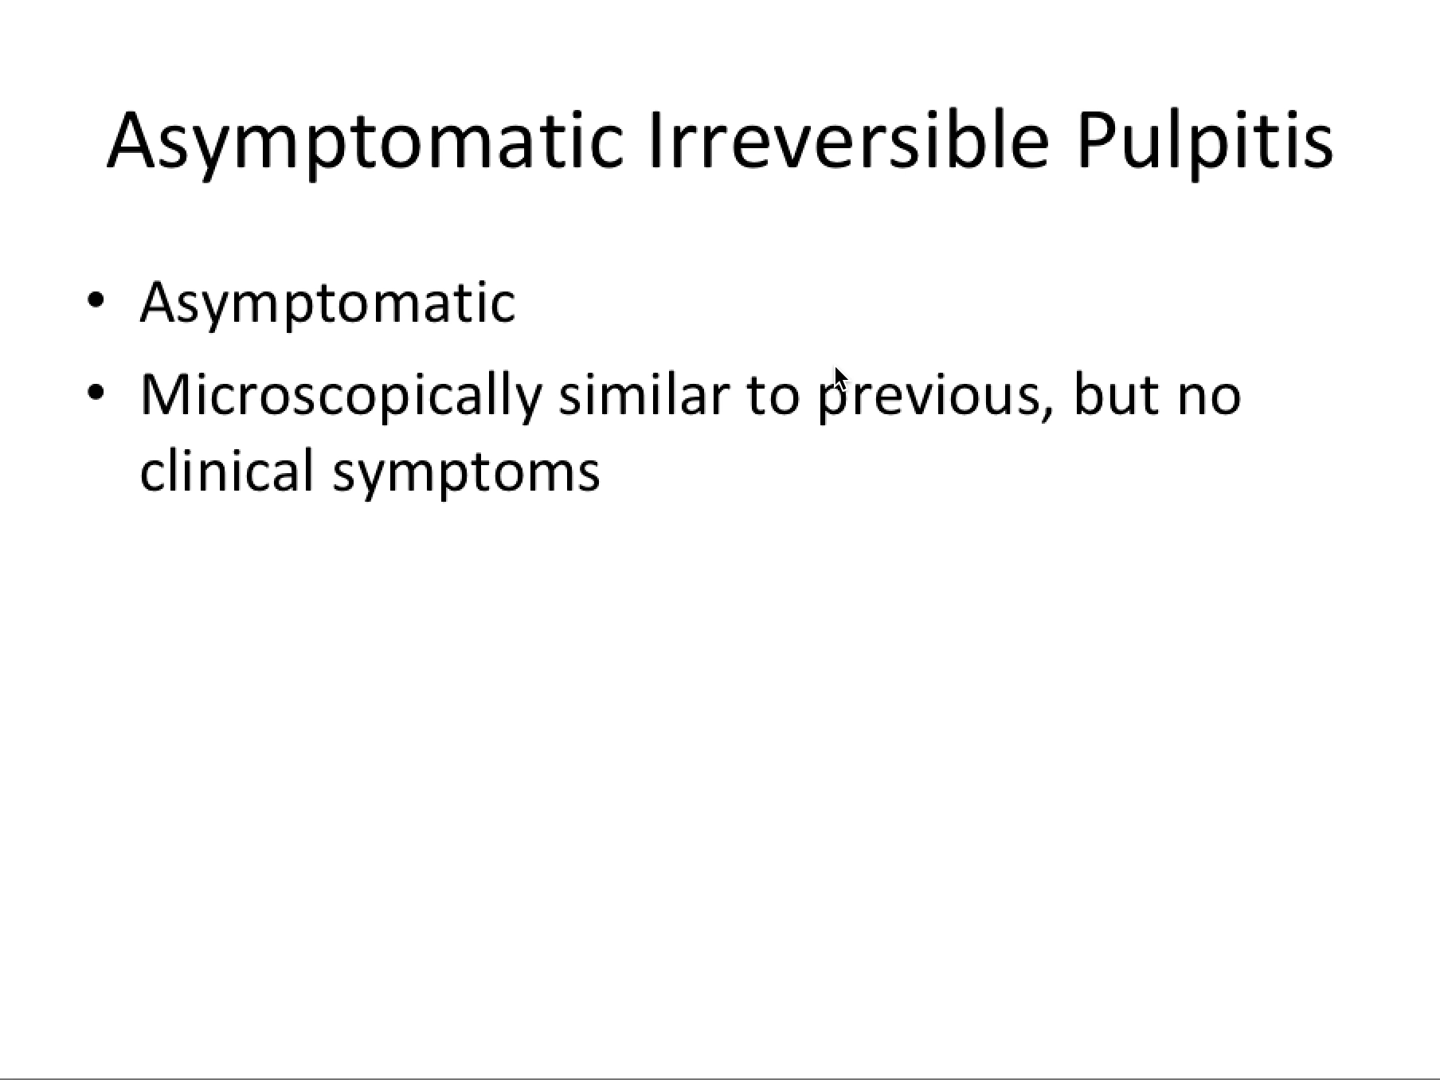 Asymptomatic Irreversible Pulpitis
• Asymptomatic
• Microscopically similar to previous, but no
clinical symptoms